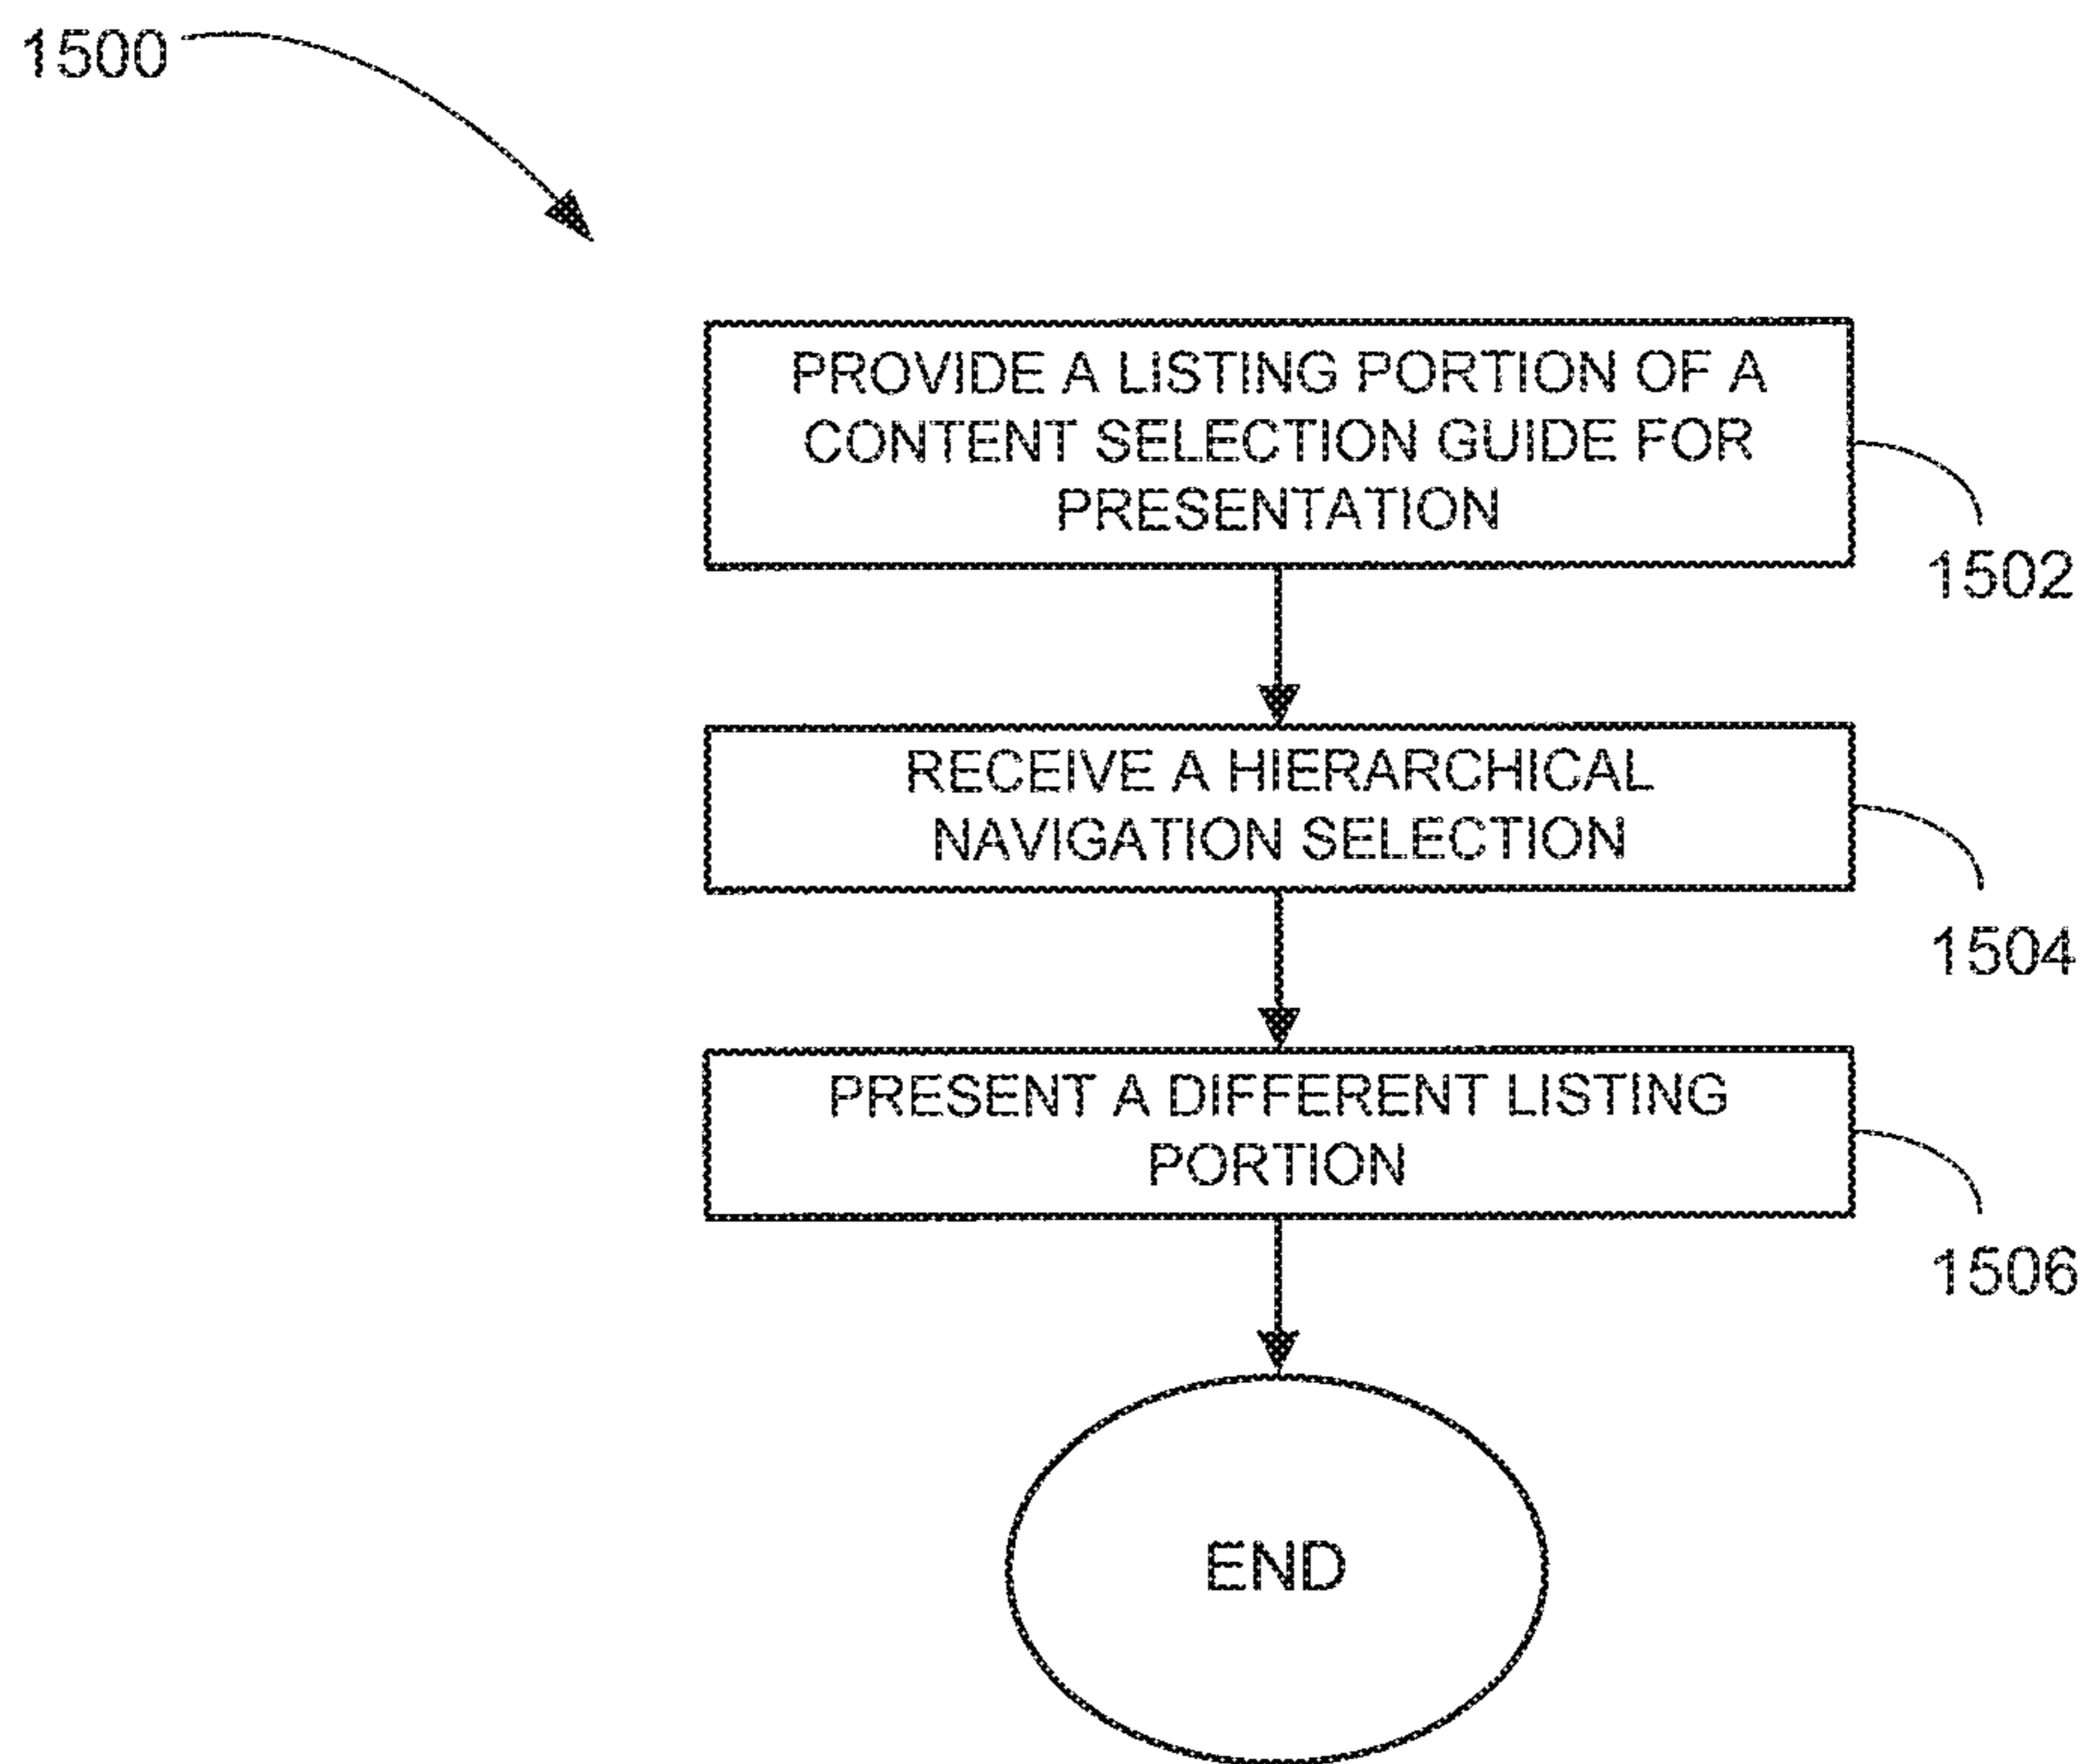 1500
PROVIDE A LISTING PORTION OF A
CONTENT SELECTION GUIDE FOR
PRESENTATION
1502
RECEIVE A HIERARCHICAL
NAVIGATION SELECTION
1504
PRESENT A DIFFERENT LISTING
PORTION
1506
END